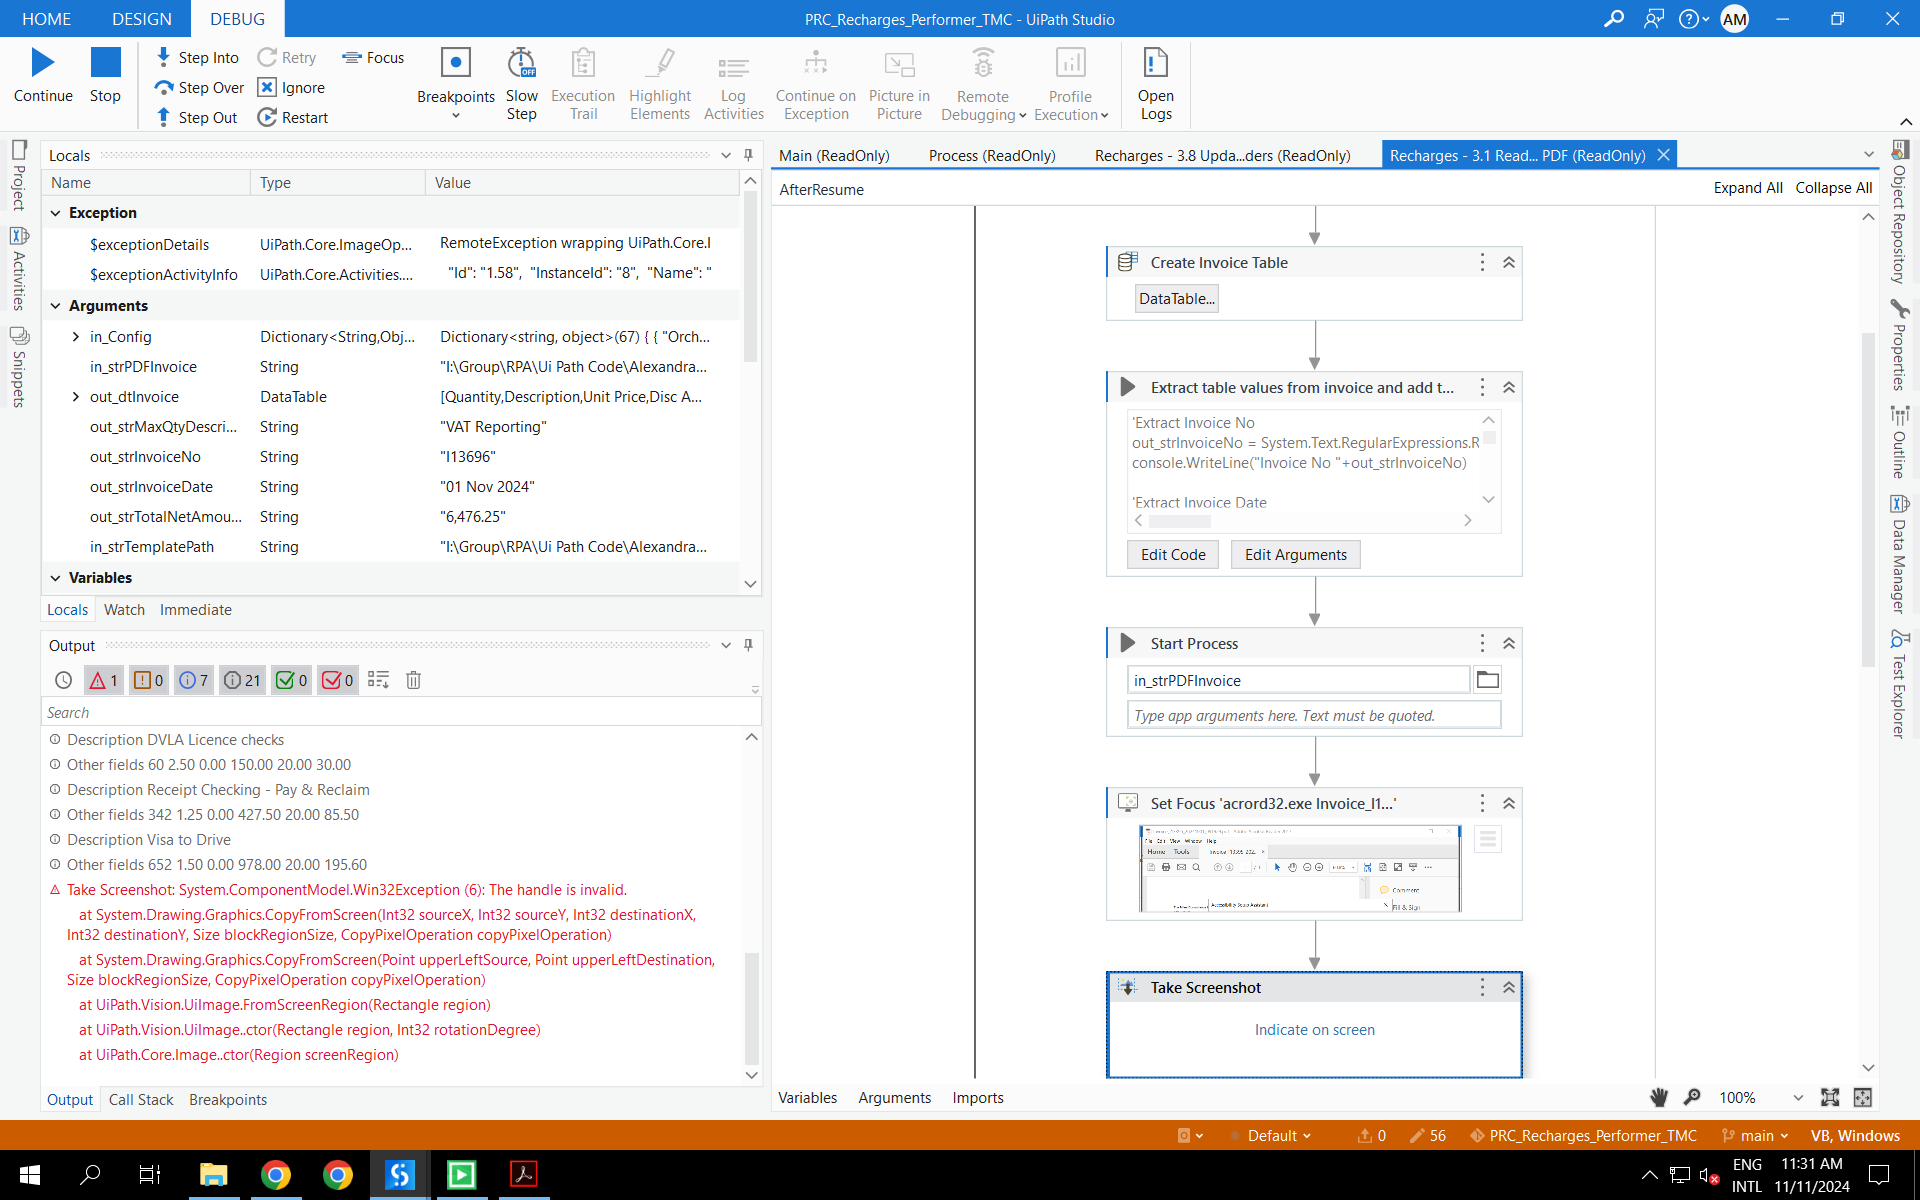 HOME DESIGN DEBUG
PRC_Recharges_Performer_TMC - UiPath Studio
AM
Continue
Stop
Step Into
Step Over
Step Out
Retry
Ignore
Restart
Focus
Breakpoints
Slow Step
OFF
Execution Trail
Highlight Elements
Log Activities
Continue on Exception
Picture in Picture
Remote Debugging
Profile Execution
Open Logs
Project
Activities
Snippets
Locals
Name Type Value
Exception
$exceptionDetails UiPath.Core.ImageOp... RemoteException wrapping UiPath.Core.I
$exceptionActivityInfo UiPath.Core.Activities.... "Id": "1.58", "InstanceId": "8", "Name": "
Arguments
in_Config Dictionary<String,Obj... Dictionary<string, object>(67) { { "Orch...
in_strPDFInvoice String "I:\Group\RPA\Ui Path Code\Alexandra...
out_dtInvoice DataTable [Quantity,Description,Unit Price,Disc A...
out_strMaxQtyDescri... String "VAT Reporting"
out_strInvoiceNo String "I13696"
out_strInvoiceDate String "01 Nov 2024"
out_strTotalNetAmou... String "6,476.25"
in_strTemplatePath String "I:\Group\RPA\Ui Path Code\Alexandra...
Variables
Locals Watch Immediate
Output
1 0 7 21 0 0
Search
Description DVLA Licence checks
Other fields 60 2.50 0.00 150.00 20.00 30.00
Description Receipt Checking - Pay & Reclaim
Other fields 342 1.25 0.00 427.50 20.00 85.50
Description Visa to Drive
Other fields 652 1.50 0.00 978.00 20.00 195.60
Take Screenshot: System.ComponentModel.Win32Exception (6): The handle is invalid.
at System.Drawing.Graphics.CopyFromScreen(Int32 sourceX, Int32 sourceY, Int32 destinationX,
Int32 destinationY, Size blockRegionSize, CopyPixelOperation copyPixelOperation)
at System.Drawing.Graphics.CopyFromScreen(Point upperLeftSource, Point upperLeftDestination,
Size blockRegionSize, CopyPixelOperation copyPixelOperation)
at UiPath.Vision.UiImage.FromScreenRegion(Rectangle region)
at UiPath.Vision.UiImage..ctor(Rectangle region, Int32 rotationDegree)
at UiPath.Core.Image..ctor(Region screenRegion)
Output Call Stack Breakpoints
Main (ReadOnly) Process (ReadOnly) Recharges - 3.8 Upda...ders (ReadOnly) Recharges - 3.1 Read... PDF (ReadOnly)
AfterResume
Expand All Collapse All
Create Invoice Table
DataTable...
Extract table values from invoice and add t...
'Extract Invoice No
out_strInvoiceNo = System.Text.RegularExpressions.R
console.WriteLine("Invoice No "+out_strInvoiceNo)
'Extract Invoice Date
Edit Code Edit Arguments
Start Process
in_strPDFInvoice
Type app arguments here. Text must be quoted.
Set Focus 'acrord32.exe Invoice_I1...'
File Edit View Window Help
Home Tools
Comment
Fill & Sign
Take Screenshot
Indicate on screen
Variables Arguments Imports
100%
Object Repository
Properties
Outline
Data Manager
Test Explorer
Default 0 56 PRC_Recharges_Performer_TMC main VB, Windows
ENG
INTL
11:31 AM
11/11/2024